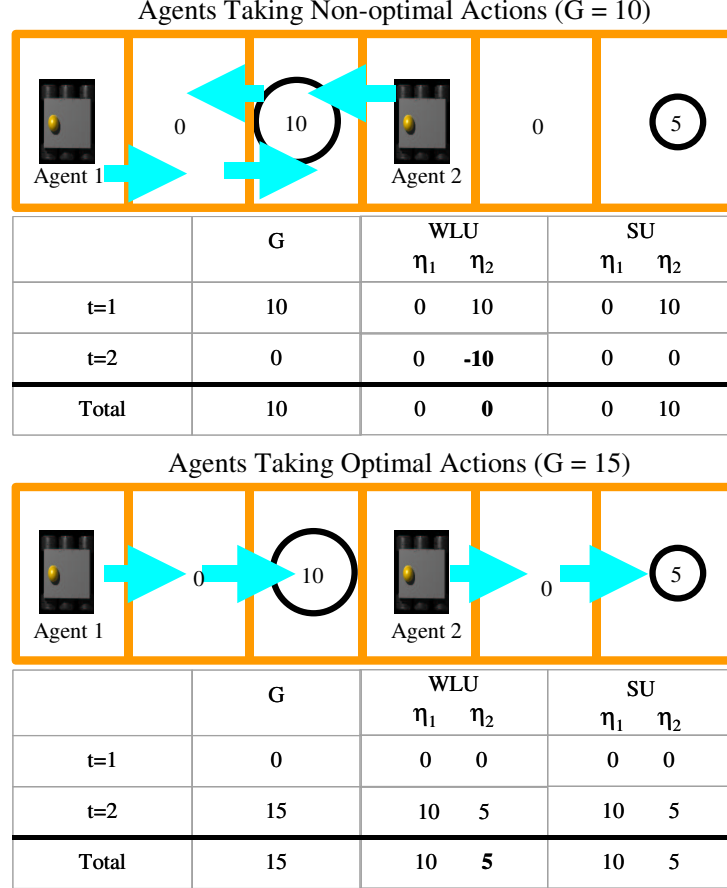 Agents Taking Non-optimal Actions (G = 10)
0 10 0 5
Agent 1 Agent 2
G WLU SU
η1 η2 η1 η2
t=1 10 0 10 0 10
t=2 0 0 -10 0 0
Total 10 0 0 0 10
Agents Taking Optimal Actions (G = 15)
0 10 0 5
Agent 1 Agent 2
G WLU SU
η1 η2 η1 η2
t=1 0 0 0 0 0
t=2 15 10 5 10 5
Total 15 10 5 10 5